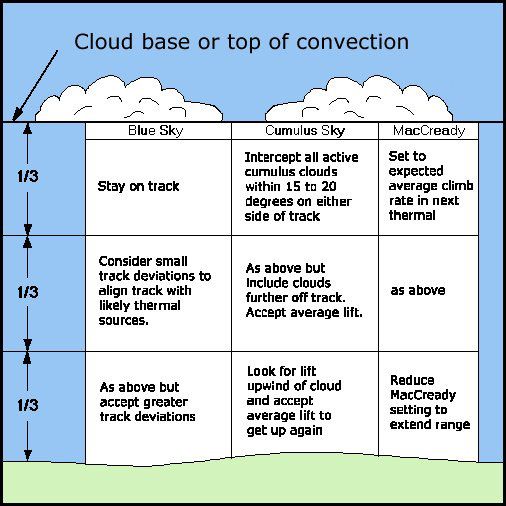 Cloud base or top of convection
Blue Sky
Cumulus Sky
MacCready
1/3
Stay on track
Intercept all active
cumulus clouds
within 15 to 20
degrees on either
side of track
Set to
expected
average climb
rate in next
thermal
1/3
Consider small
track deviations to
align track with
likely thermal
sources.
As above but
Include clouds
further off track.
Accept average lift.
as above
1/3
As above but
accept greater
track deviations
Look for lift
upwind of cloud
and accept
average lift to
get up again
Reduce
MacCready
setting to
extend range